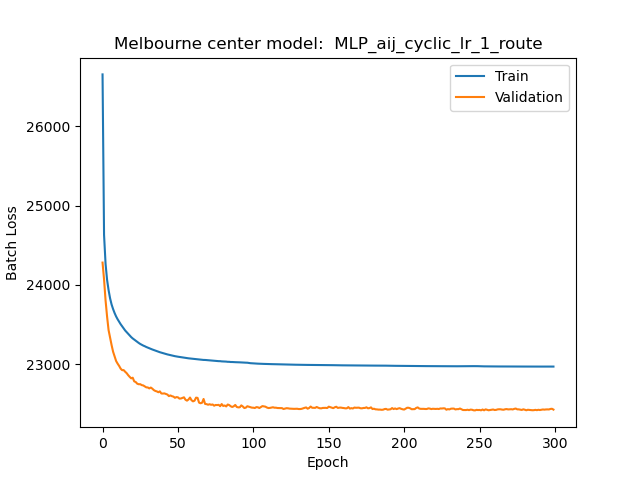 Melbourne center model:  MLP_aij_cyclic_lr_1_route
Train
Validation
26000
25000
24000
23000
Batch Loss
0 50 100 150 200 250 300
Epoch